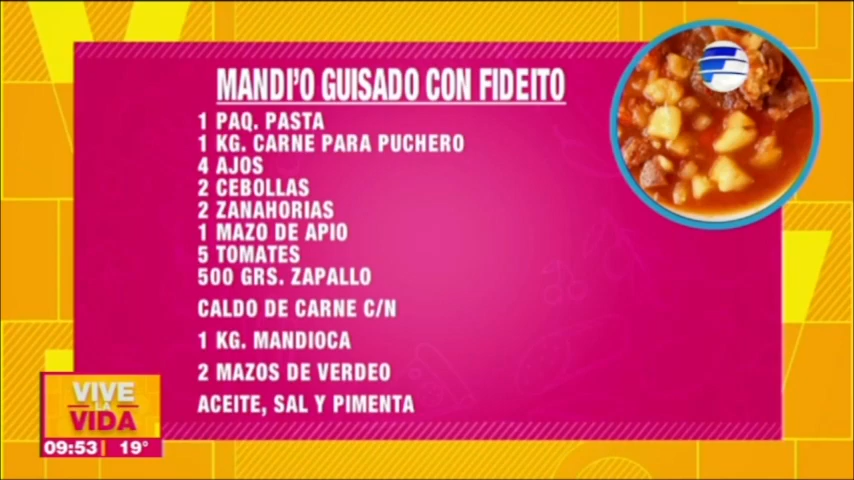 MANDI'O GUISADO CON FIDEITO
1 PAQ. PASTA
1 KG. CARNE PARA PUCHERO
4 AJOS
2 CEBOLLAS
2 ZANAHORIAS
1 MAZO DE APIO
5 TOMATES
500 GRS. ZAPALLO
CALDO DE CARNE C/N
1 KG. MANDIOCA
2 MAZOS DE VERDEO
ACEITE, SAL Y PIMENTA
VIVE
LA
VIDA
09:53 19°